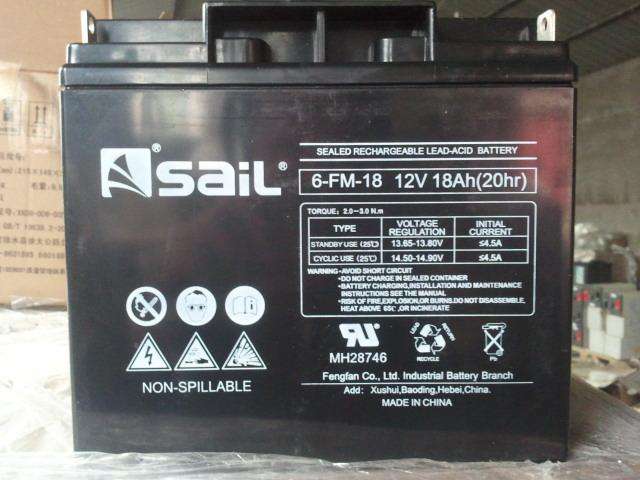 SEALED RECHARGEABLE LEAD-ACID BATTERY
SAIL
6-FM-18 12V 18Ah(20hr)
TORQUE: 2.0-3.0 N.m
TYPE VOLTAGE REGULATION INITIAL CURRENT
STANDBY USE (25℃) 13.65-13.80V ≤4.5A
CYCLIC USE (25℃) 14.50-14.90V ≤4.5A
WARNING:-AVOID SHORT CIRCUIT
•DO NOT CHARGE IN SEALED CONTAINER
•BATTERY CHARGING,INSTALLATION AND MAINTENANCE
INSTRUCTIONS SEE THE MANUAL.
•RISK OF FIRE,EXPLOSION,OR BURNS.DO NOT DISASSEMBLE,
HEAT ABOVE 65C , OR INCINERATE
NON-SPILLABLE
MH28746
LEAD
RETURN
RECYCLE
Pb
Fengfan Co., Ltd. Industrial Battery Branch
Add: Xushui,Baoding,Hebei,China.
MADE IN CHINA